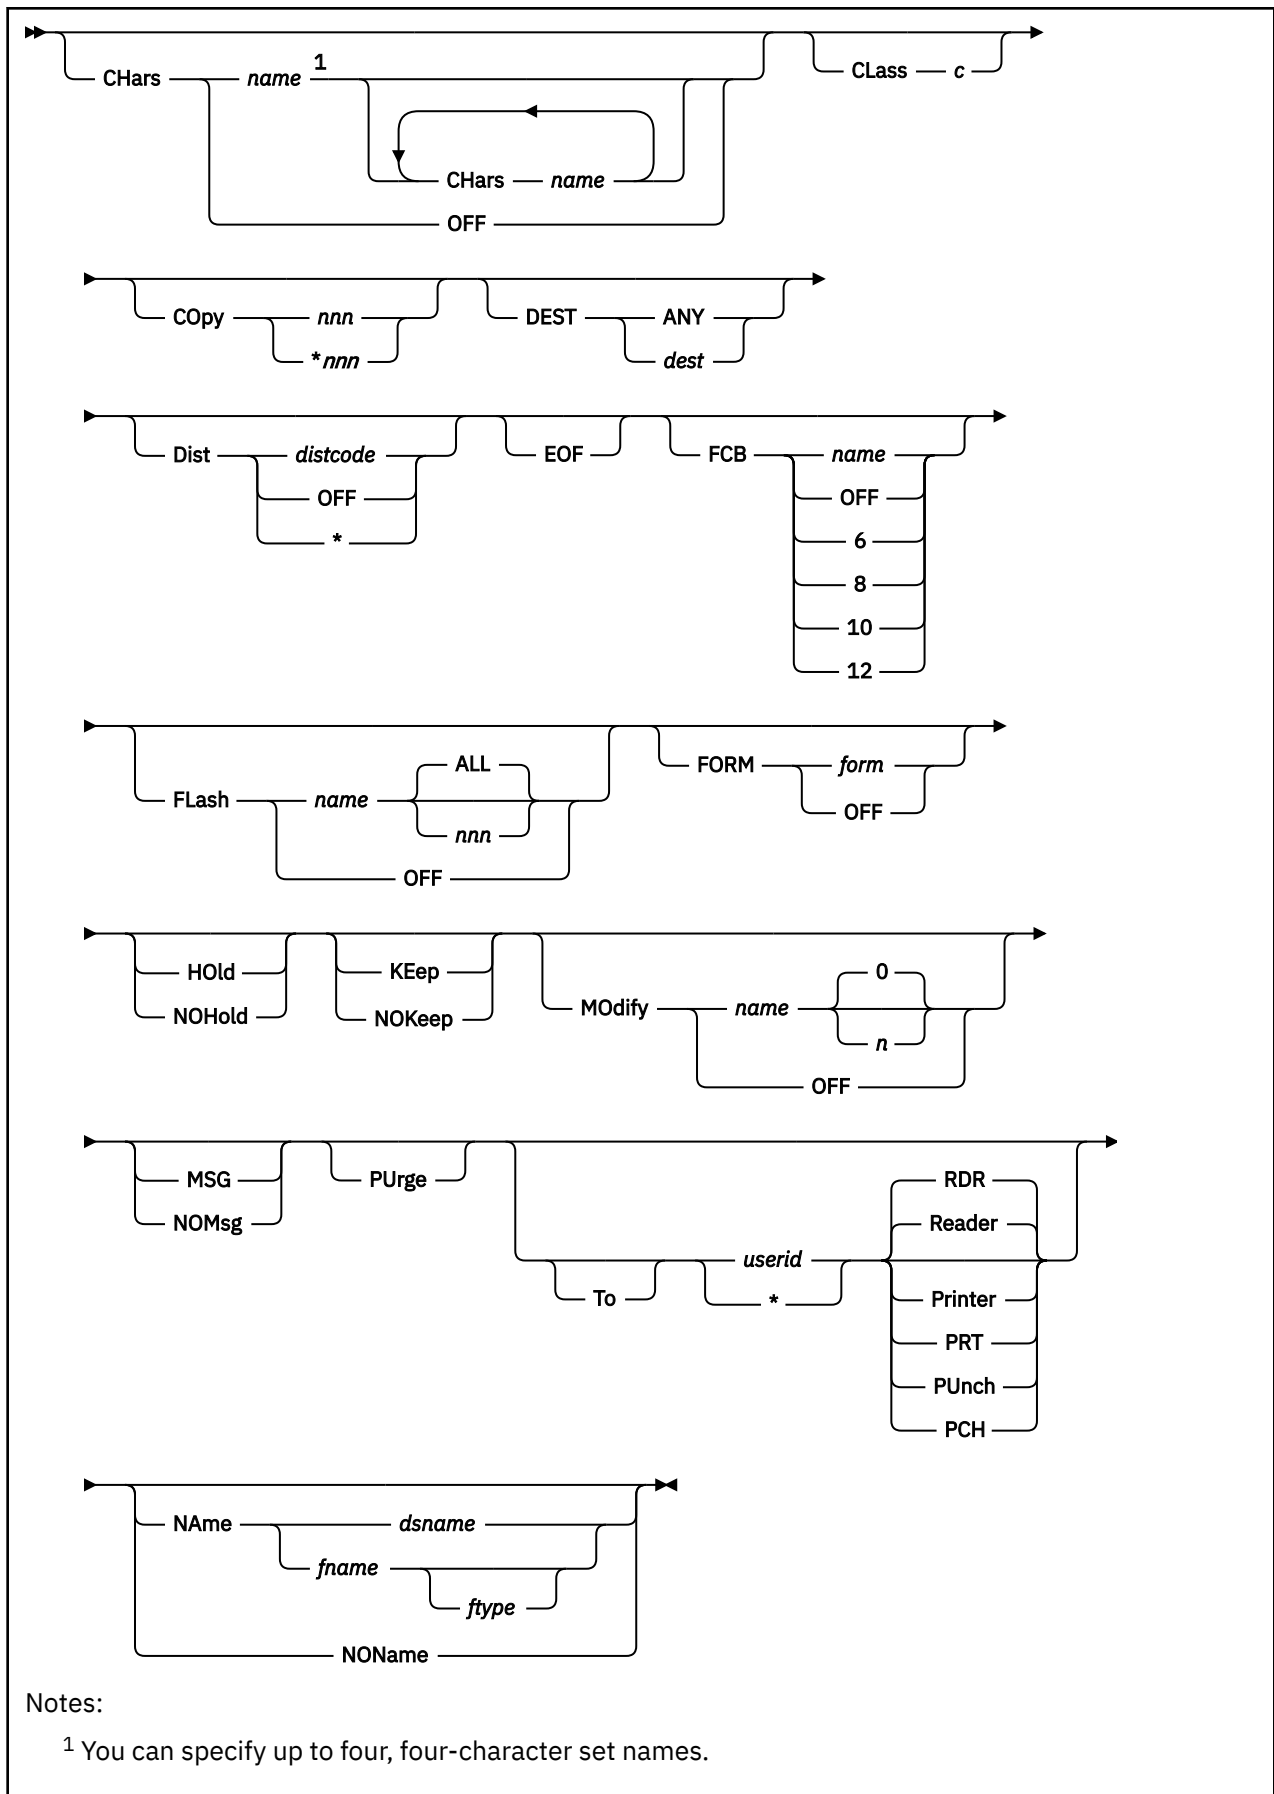 CHars name 1 CLass c
CHars name
OFF
COpy nnn DEST ANY
*nnn dest
Dist distcode EOF FCB name
OFF OFF
* 6
8
10
12
ALL FORM form
FLash name
nnn OFF
OFF
HOld KEep 0
NOHold NOKeep MOdify name
n
OFF
MSG PUrge RDR
NOMsg Reader
userid
To * Printer
PRT
PUnch
PCH
NAme dsname
fname
ftype
NOName
Notes:
1 You can specify up to four, four-character set names.